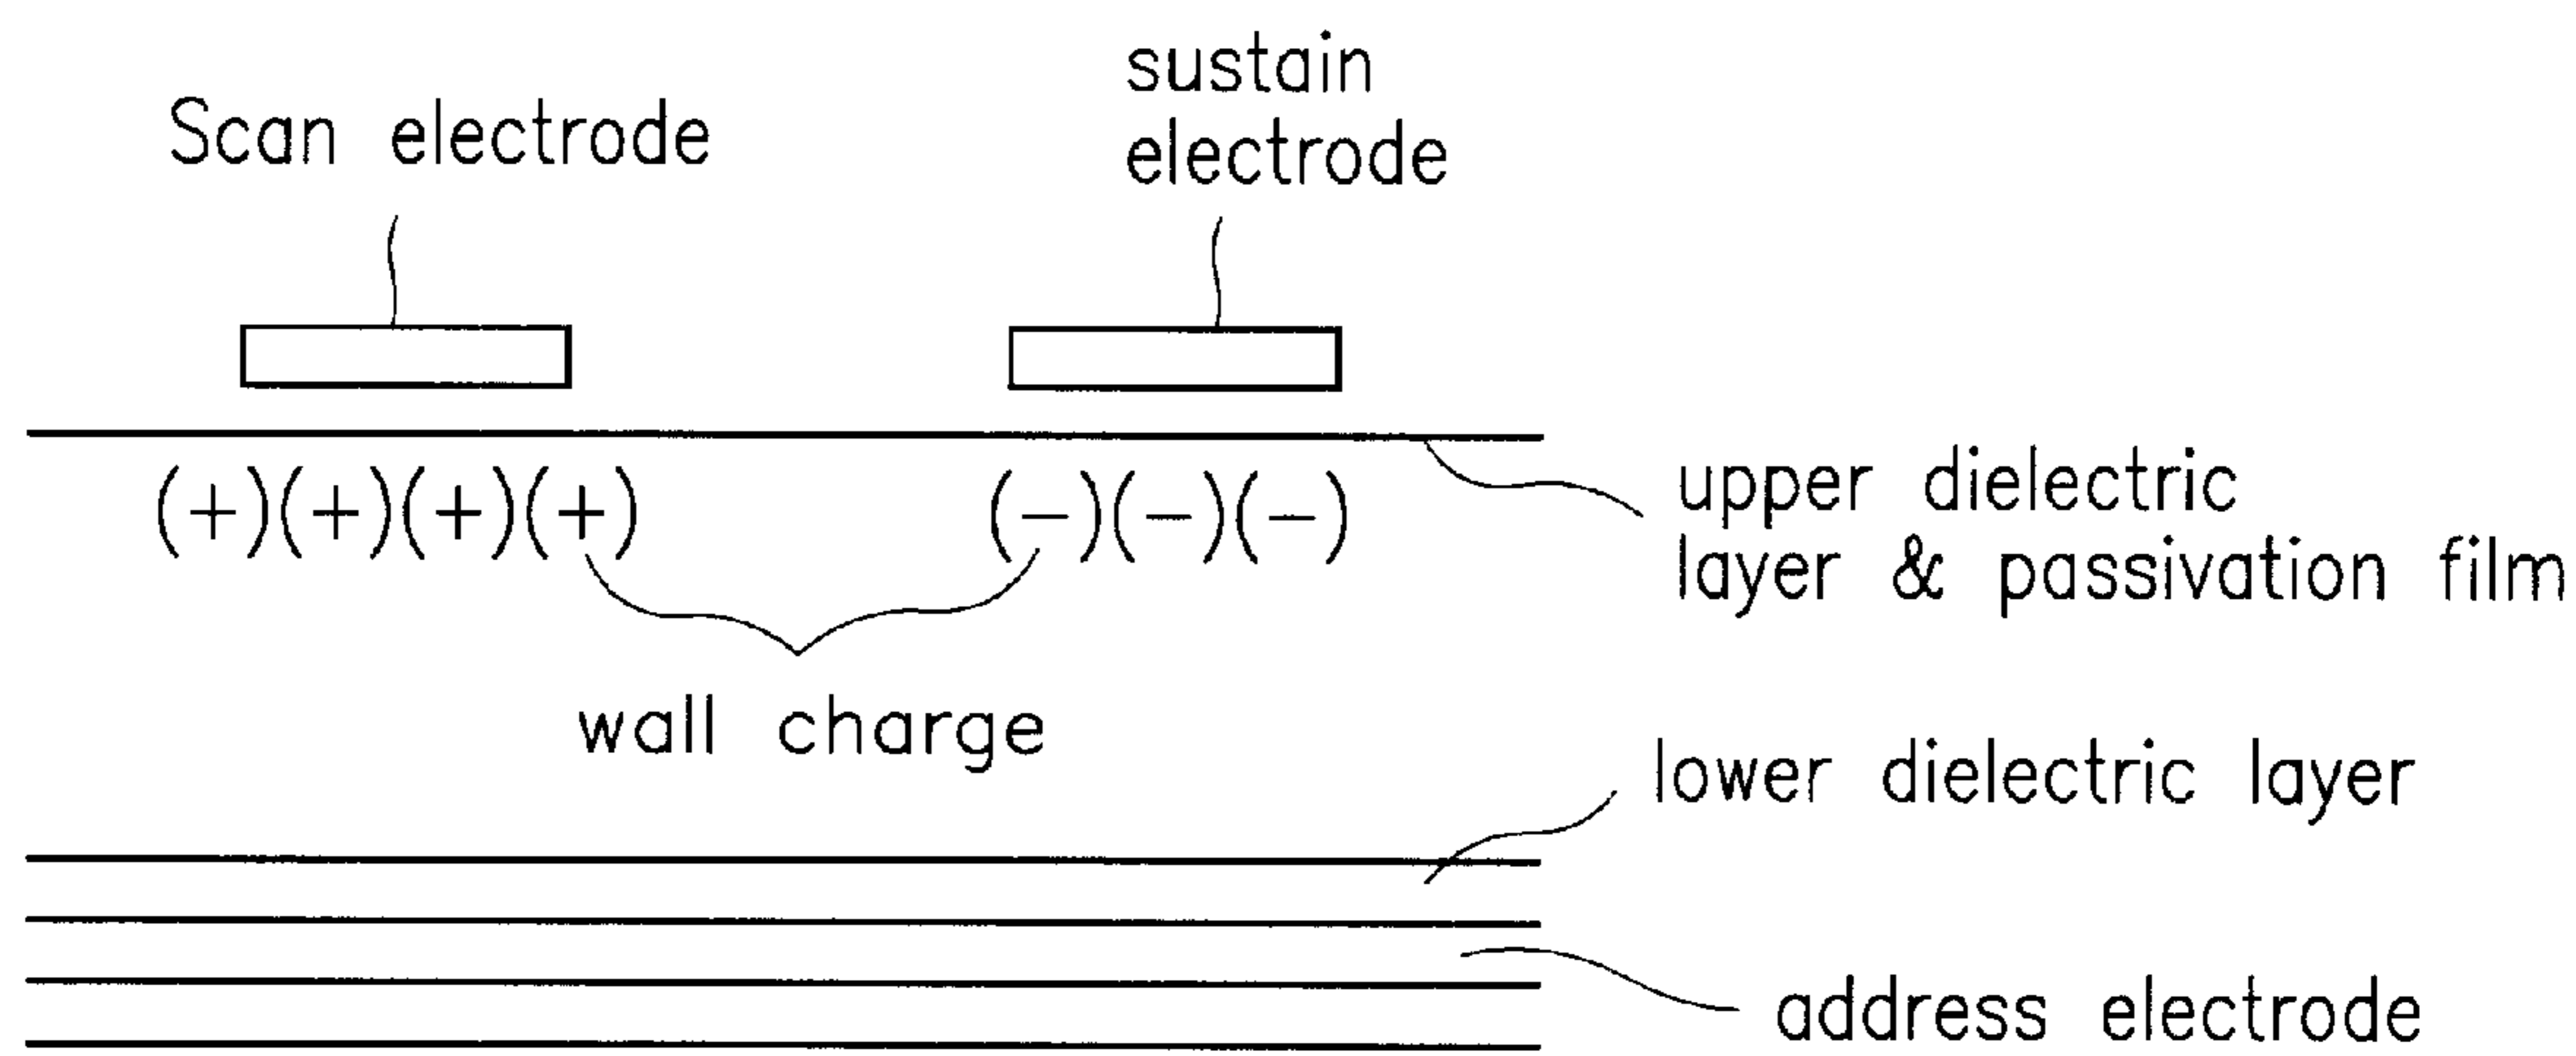 Scan electrode
sustain
electrode
(+)(+)(+)(+)
(-)(-)(-)
upper dielectric
layer & passivation film
wall charge
lower dielectric layer
address electrode